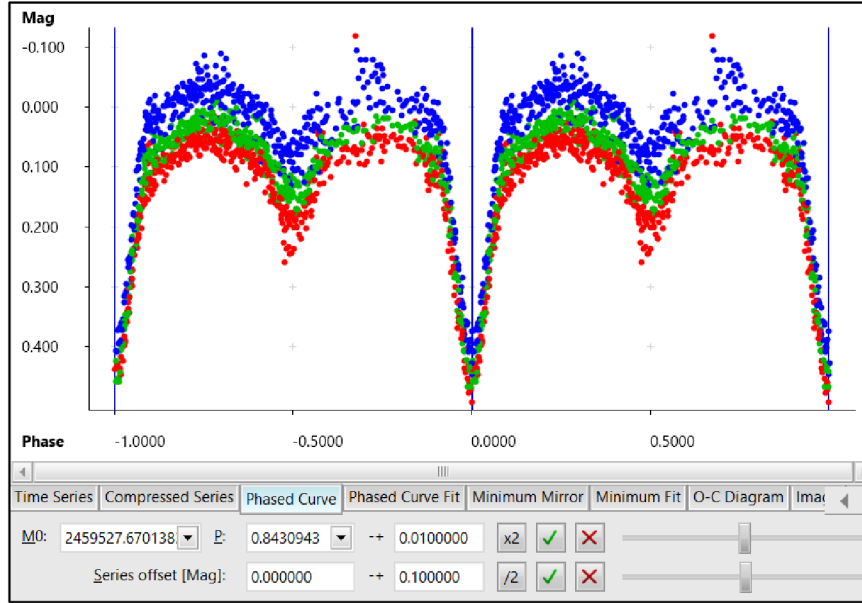 Mag
-0.100
0.000
0.100
0.200
0.300
0.400
Phase -1.0000 -0.5000 0.0000 0.5000
Time Series Compressed Series Phased Curve Phased Curve Fit Minimum Mirror Minimum Fit O-C Diagram Imag
M0: 2459527.670138 P: 0.8430943 -+ 0.0100000 x2
Series offset [Mag]: 0.000000 -+ 0.100000 /2